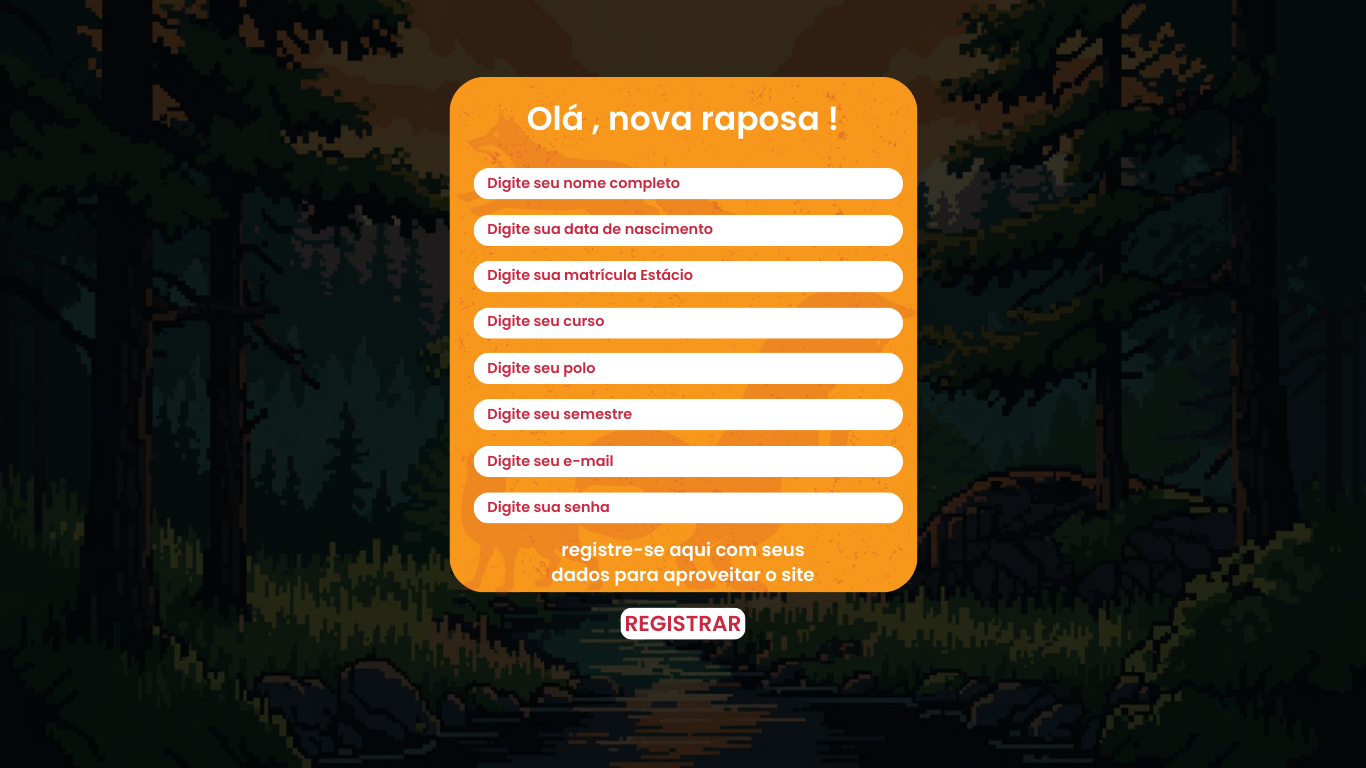 Olá , nova raposa !
Digite seu nome completo
Digite sua data de nascimento
Digite sua matrícula Estácio
Digite seu curso
Digite seu polo
Digite seu semestre
Digite seu e-mail
Digite sua senha
registre-se aqui com seus
dados para aproveitar o site
REGISTRAR